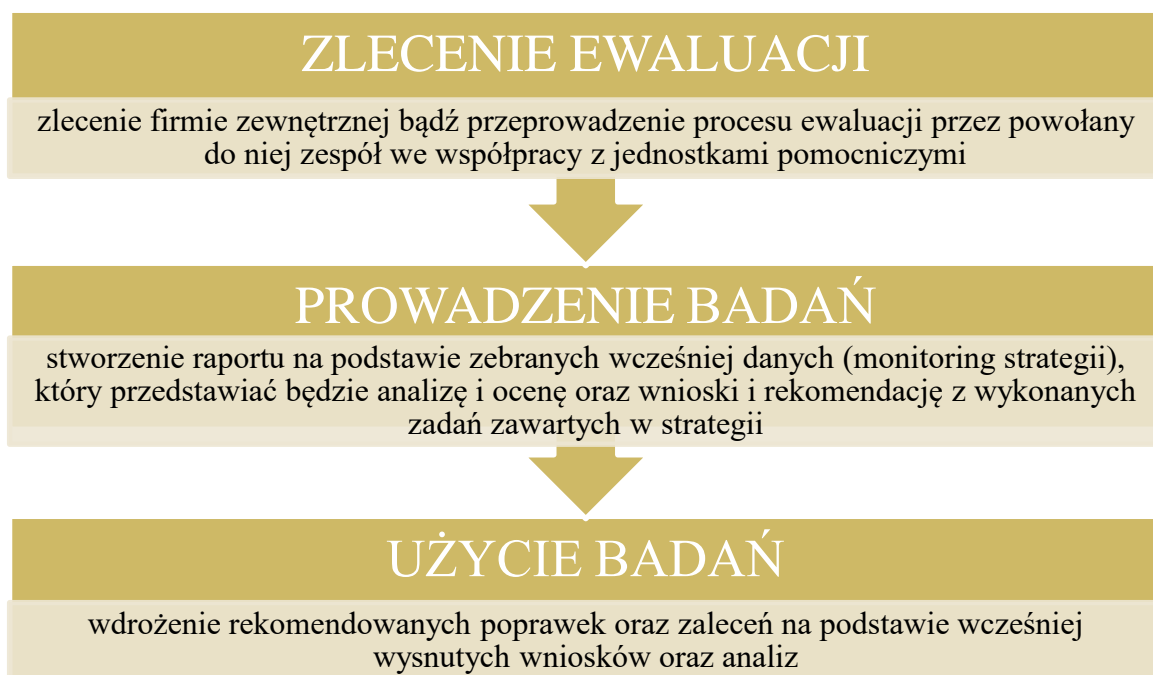 ZLECENIE EWALUACJI
zlecenie firmie zewnętrznej bądź przeprowadzenie procesu ewaluacji przez powołany
do niej zespół we współpracy z jednostkami pomocniczymi
PROWADZENIE BADAŃ
stworzenie raportu na podstawie zebranych wcześniej danych (monitoring strategii),
który przedstawiać będzie analizę i ocenę oraz wnioski i rekomendację z wykonanych
zadań zawartych w strategii
UŻYCIE BADAŃ
wdrożenie rekomendowanych poprawek oraz zaleceń na podstawie wcześniej
wysnutych wniosków oraz analiz